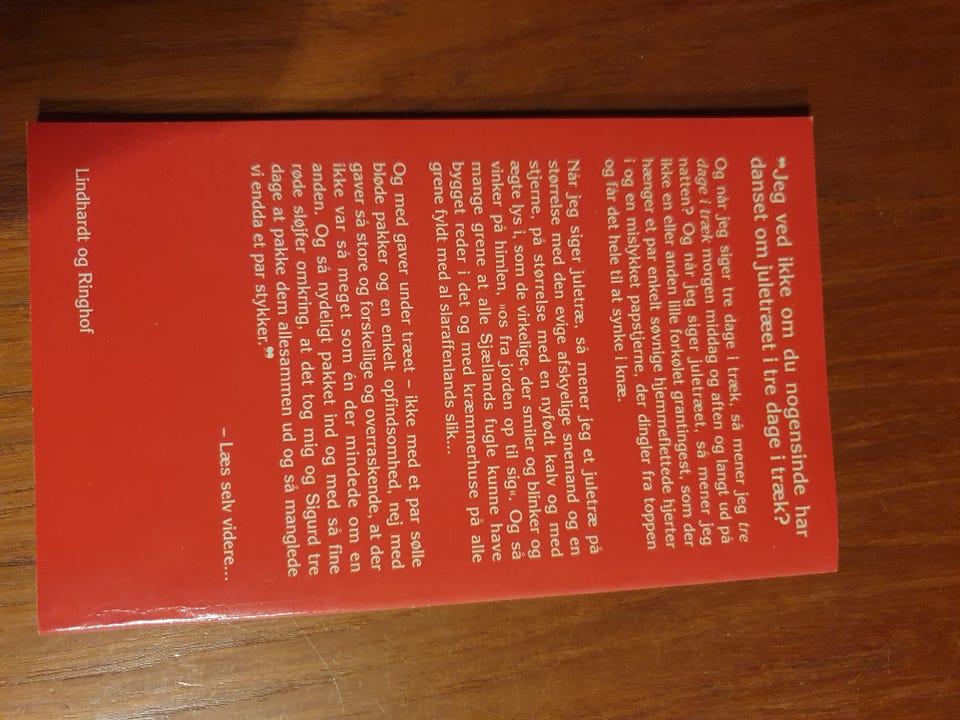 ❝Jeg ved ikke om du nogensinde har
danset om juletræet i tre dage i træk?
Og når jeg siger tre dage i træk, så mener jeg tre
dage i træk morgen middag og aften og langt ud på
natten? Og når jeg siger juletræet, så mener jeg
ikke en eller anden lille forkølet grantingest, som der
hænger et par enkelt søvnige hjemmeflettede hjerter
i og en mislykket papstjerne, der dingler fra toppen
og får det hele til at synke i knæ.
Når jeg siger juletræ, så mener jeg et juletræ på
størrelse med den evige afskyelige snemand og en
stjerne, på størrelse med en nyfødt kalv og med
ægte lys i, som de virkelige, der smiler og blinker og
vinker på himlen, »os fra jorden op til sig«. Og så
mange grene at alle Sjællands fugle kunne have
bygget reder i det og med kræmmerhuse på alle
grene fyldt med al slaraffenlands slik...
Og med gaver under træet – ikke med et par sølle
bløde pakker og en enkelt opfindsomhed, nej med
gaver så store og forskellige og overraskende, at der
ikke var så meget som én der mindede om en
anden. Og så nydeligt pakket ind og med så fine
røde sløjfer omkring, at det tog mig og Sigurd tre
dage at pakke dem allesammen ud og så manglede
vi endda et par stykker.❞
– Læs selv videre...
Lindhardt og Ringhof